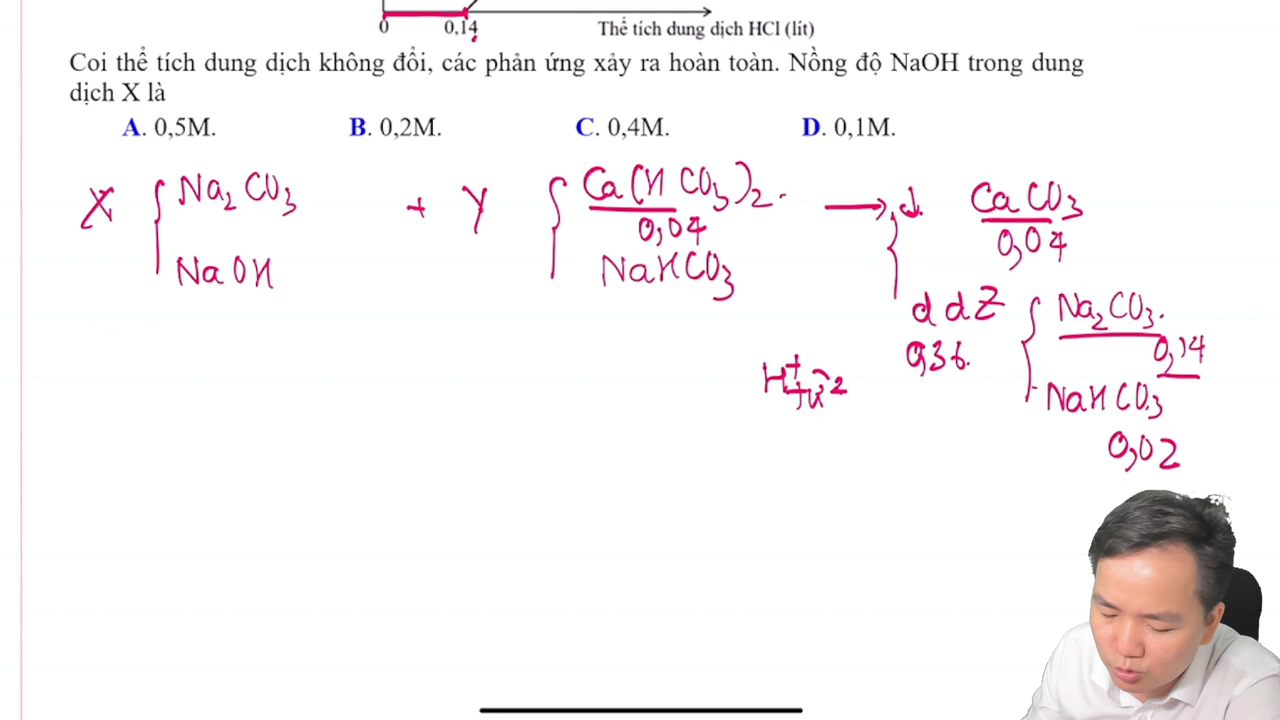 0 0.14 Thể tích dung dịch HCl (lít)
Coi thể tích dung dịch không đổi, các phản ứng xảy ra hoàn toàn. Nồng độ NaOH trong dung
dịch X là
A. 0,5M. B. 0,2M. C. 0,4M. D. 0,1M.
X { Na2CO3 + Y { Ca(HCO3)2 → ↓ CaCO3
0,04 0,04
NaOH NaHCO3
ddZ { Na2CO3.
0,36. 0,14
H+
NaHCO3
0,02